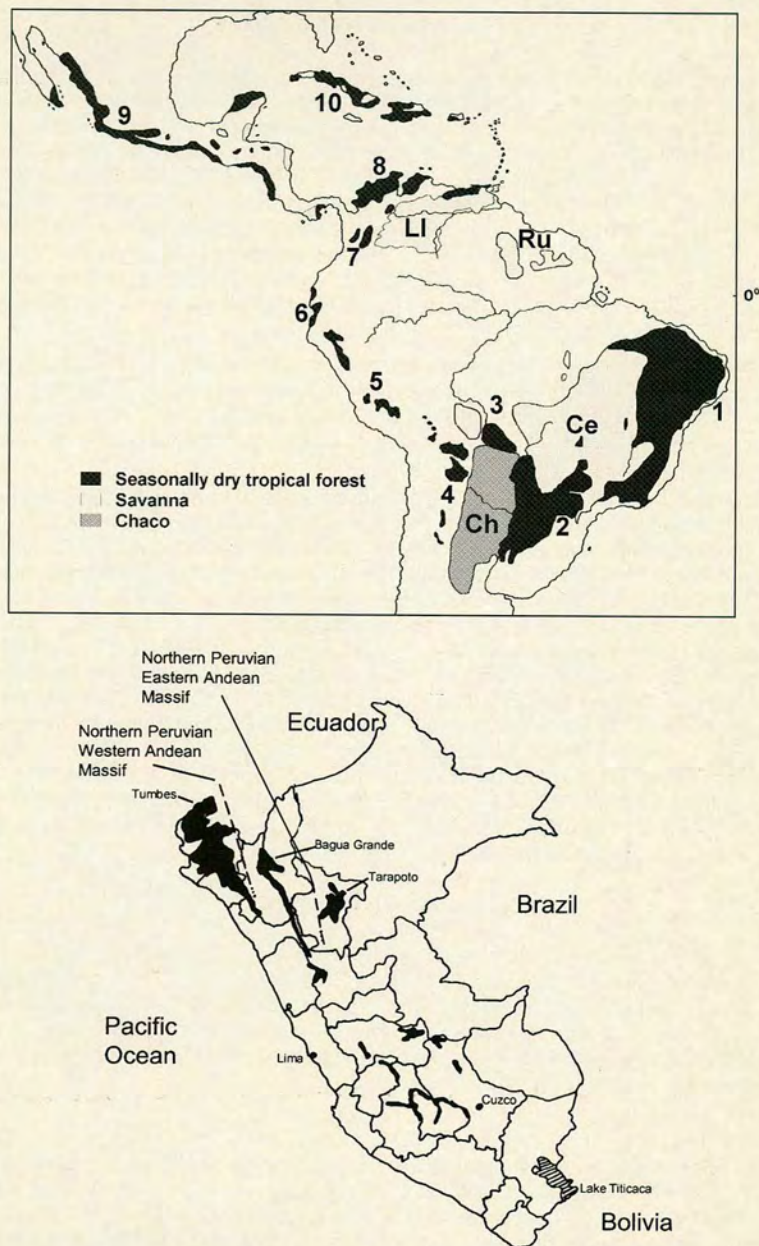 9
10
8
7
Ll
Ru
0°
6
5
3
1
Ce
4
Ch
2
Seasonally dry tropical forest
Savanna
Chaco
Northern Peruvian
Eastern Andean
Massif
Northern Peruvian
Western Andean
Massif
Ecuador
Tumbes
Bagua Grande
Tarapoto
Brazil
Pacific
Ocean
Lima
Cuzco
Lake Titicaca
Bolivia